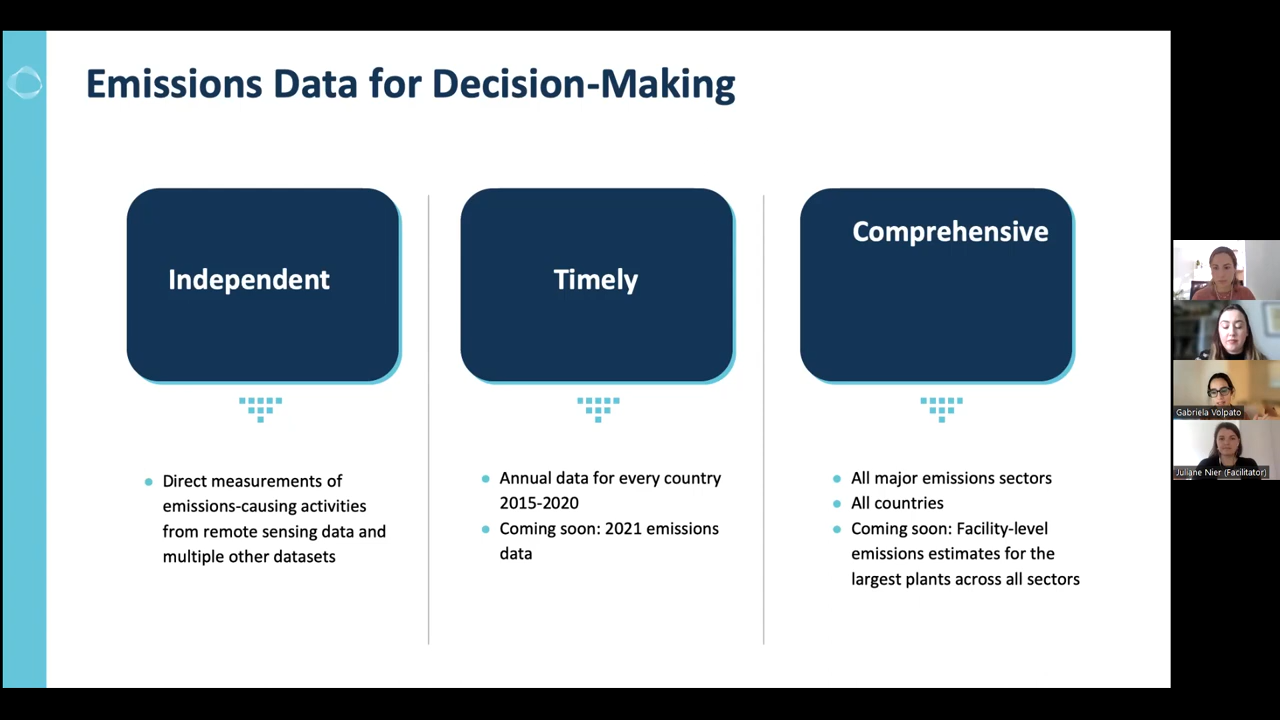 Emissions Data for Decision-Making
Independent
Timely
Comprehensive
Direct measurements of
emissions-causing activities
from remote sensing data and
multiple other datasets
Annual data for every country
2015-2020
Coming soon: 2021 emissions
data
All major emissions sectors
All countries
Coming soon: Facility-level
emissions estimates for the
largest plants across all sectors
Gabriela Volpato
Juliane Nier (Facilitator)